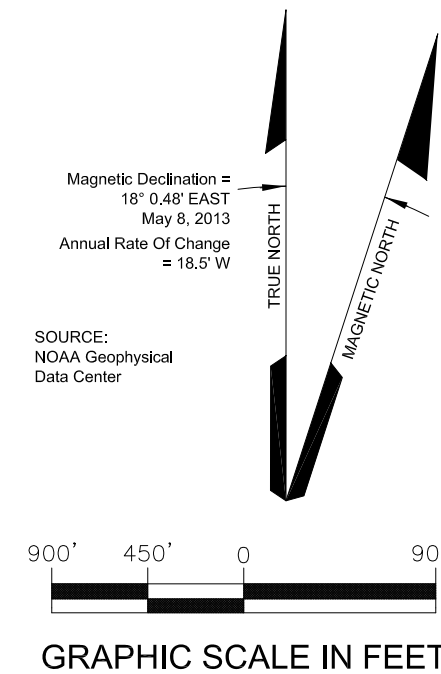 Magnetic Declination =
18° 0.48' EAST
May 8, 2013
Annual Rate Of Change
= 18.5' W
TRUE NORTH
MAGNETIC NORTH
SOURCE:
NOAA Geophysical
Data Center
900' 450' 0 90
GRAPHIC SCALE IN FEET